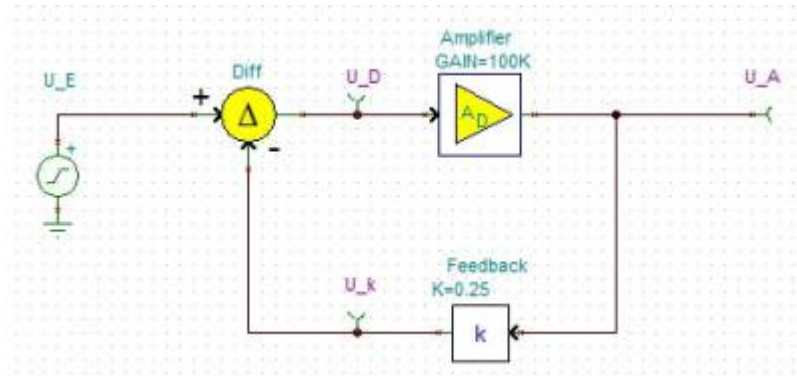 Amplifier
GAIN=100K
U_E
Diff
U_D
U_A
+
Δ
A_D
+
-
Feedback
K=0.25
U_k
k